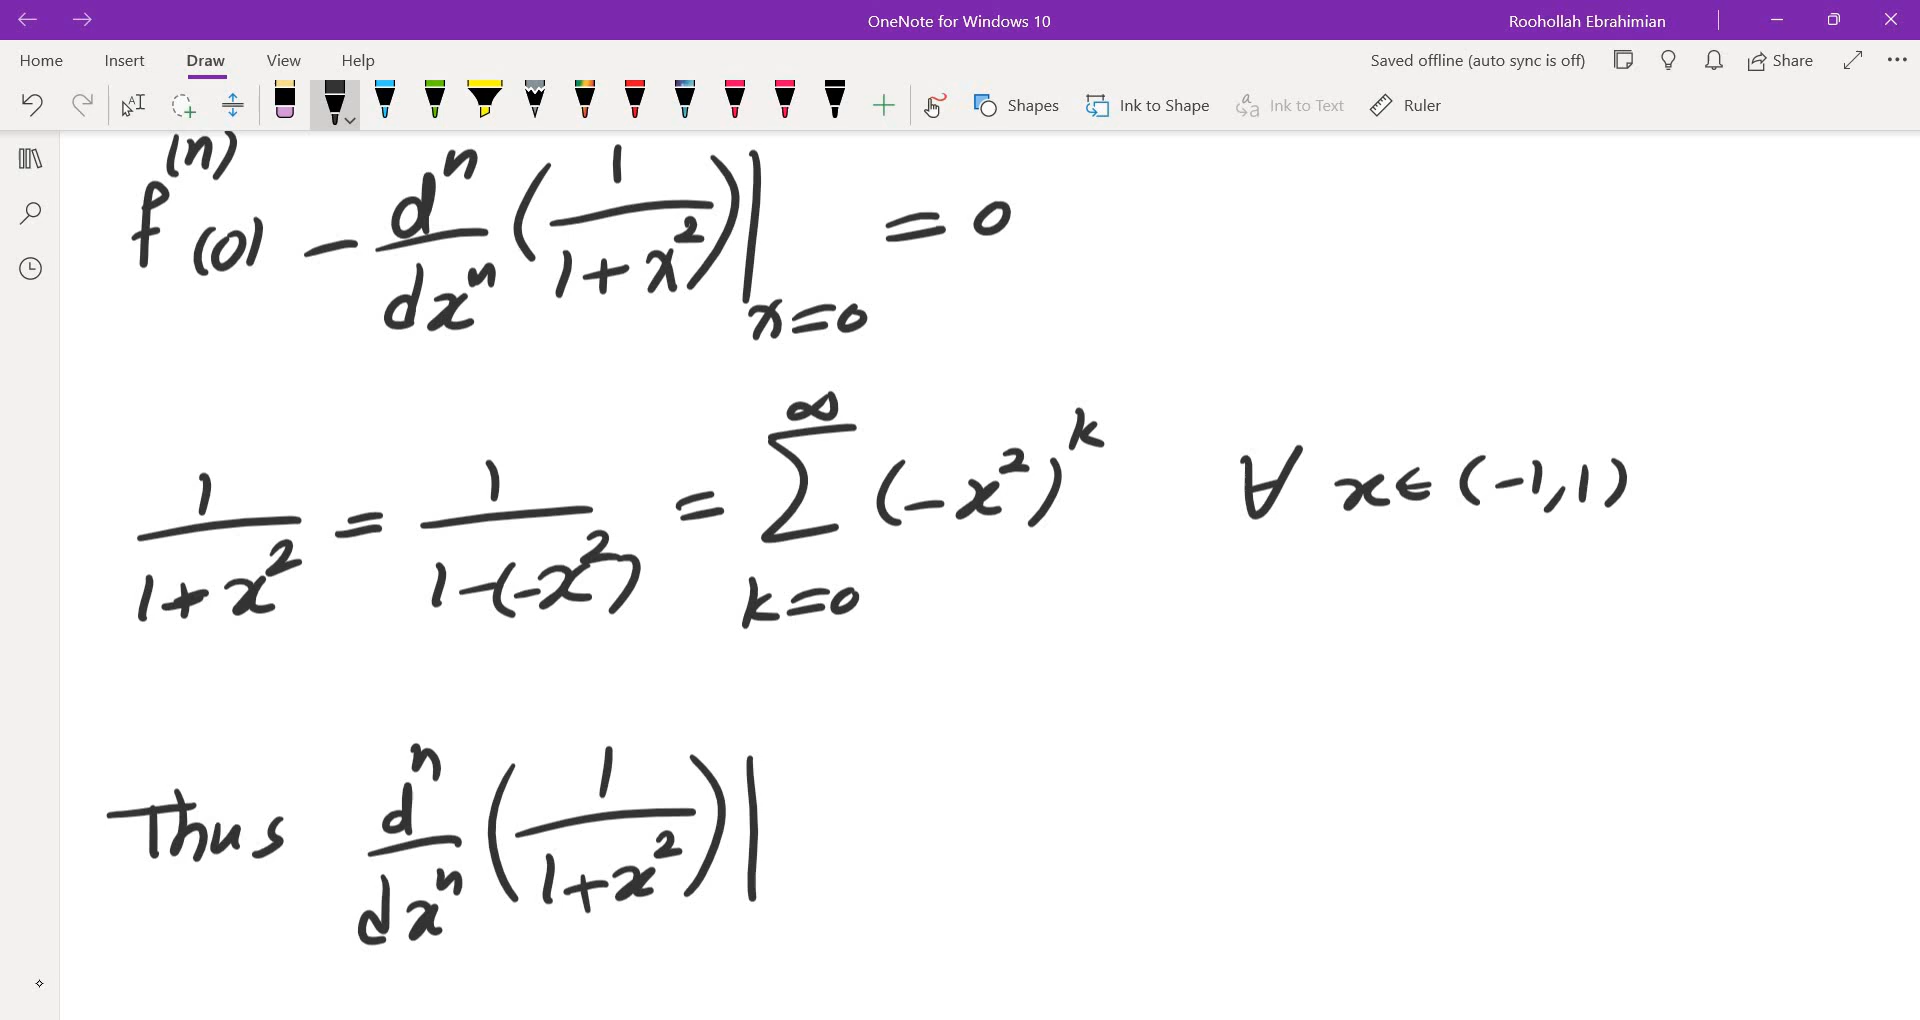 OneNote for Windows 10
Roohollah Ebrahimian
Home Insert Draw View Help
Saved offline (auto sync is off) Share
Shapes Ink to Shape Ink to Text Ruler
f^(n)(0) − d^n/dx^n (1/(1+x^2))|_{x=0} = 0
1/(1+x^2) = 1/(1-(-x^2)) = ∑_{k=0}^{∞} (-x^2)^k ∀ x∈(-1,1)
Thus d^n/dx^n (1/(1+x^2))|